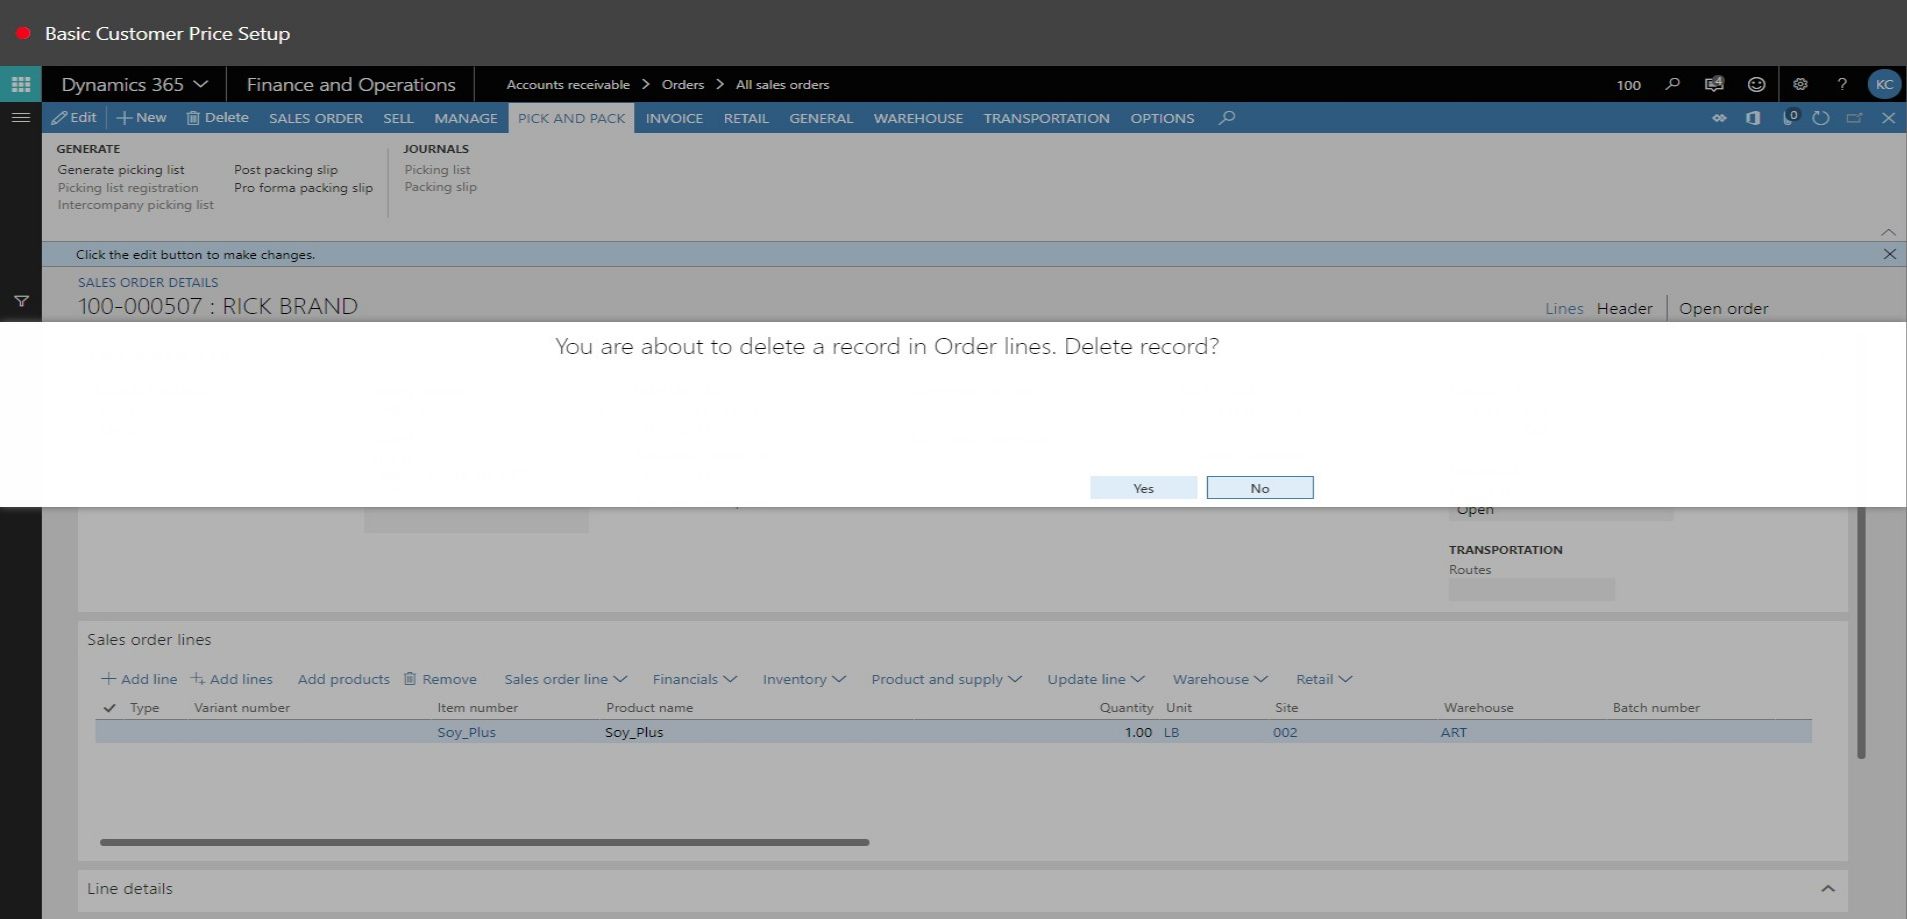 Basic Customer Price Setup
Dynamics 365 Finance and Operations Accounts receivable > Orders > All sales orders 100 4 ? KC
Edit + New Delete SALES ORDER SELL MANAGE PICK AND PACK INVOICE RETAIL GENERAL WAREHOUSE TRANSPORTATION OPTIONS 0
GENERATE JOURNALS
Generate picking list Post packing slip Picking list
Picking list registration Pro forma packing slip Packing slip
Intercompany picking list
Click the edit button to make changes.
SALES ORDER DETAILS
100-000507 : RICK BRAND Lines Header Open order
You are about to delete a record in Order lines. Delete record?
Yes No
Open
TRANSPORTATION
Routes
Sales order lines
+ Add line Add lines Add products Remove Sales order line Financials Inventory Product and supply Update line Warehouse Retail
Type Variant number Item number Product name Quantity Unit Site Warehouse Batch number
Soy_Plus Soy_Plus 1.00 LB 002 ART
Line details